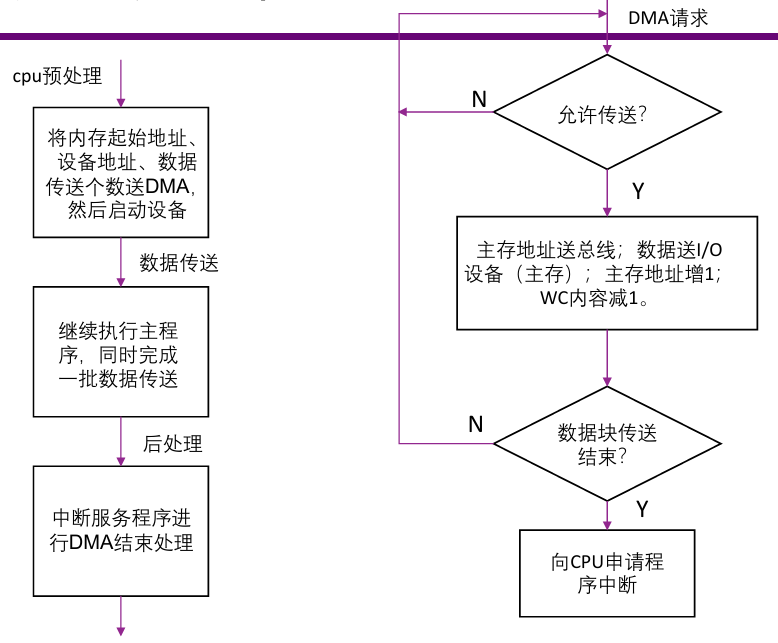 cpu预处理
将内存起始地址、
设备地址、数据
传送个数送DMA,
然后启动设备
数据传送
继续执行主程
序，同时完成
一批数据传送
后处理
中断服务程序进
行DMA结束处理
DMA请求
允许传送?
N
Y
主存地址送总线；数据送I/O
设备（主存）；主存地址增1；
WC内容减1。
数据块传送
结束?
N
Y
向CPU申请程
序中断